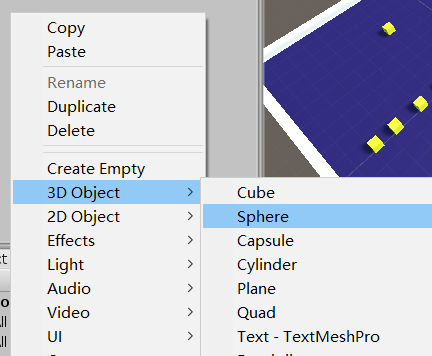 Copy
Paste
Rename
Duplicate
Delete
Create Empty
3D Object
2D Object
Effects
Light
Audio
Video
UI
Cube
Sphere
Capsule
Cylinder
Plane
Quad
Text - TextMeshPro